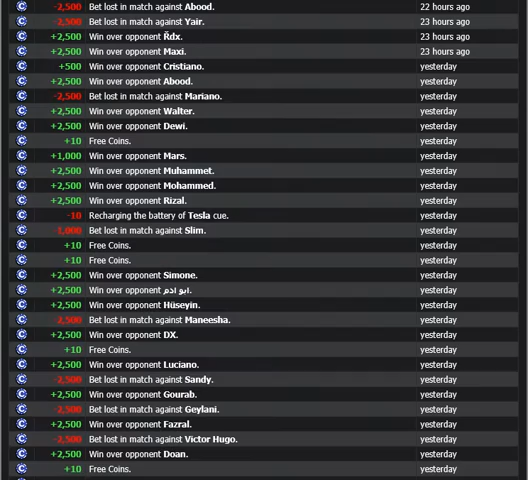 -2,500 Bet lost in match against Abood. 22 hours ago
-2,500 Bet lost in match against Yair. 23 hours ago
+2,500 Win over opponent Řdx. 23 hours ago
+2,500 Win over opponent Maxi. 23 hours ago
+500 Win over opponent Cristiano. yesterday
+2,500 Win over opponent Abood. yesterday
-2,500 Bet lost in match against Mariano. yesterday
+2,500 Win over opponent Walter. yesterday
+2,500 Win over opponent Dewi. yesterday
+10 Free Coins. yesterday
+1,000 Win over opponent Mars. yesterday
+2,500 Win over opponent Muhammet. yesterday
+2,500 Win over opponent Mohammed. yesterday
+2,500 Win over opponent Rizal. yesterday
-10 Recharging the battery of Tesla cue. yesterday
-1,000 Bet lost in match against Slim. yesterday
+10 Free Coins. yesterday
+10 Free Coins. yesterday
+2,500 Win over opponent Simone. yesterday
+2,500 Win over opponent ابو ادم. yesterday
+2,500 Win over opponent Hüseyin. yesterday
-2,500 Bet lost in match against Maneesha. yesterday
+2,500 Win over opponent DX. yesterday
+10 Free Coins. yesterday
+2,500 Win over opponent Luciano. yesterday
-2,500 Bet lost in match against Sandy. yesterday
+2,500 Win over opponent Gourab. yesterday
-2,500 Bet lost in match against Geylani. yesterday
+2,500 Win over opponent Fazral. yesterday
-2,500 Bet lost in match against Victor Hugo. yesterday
+2,500 Win over opponent Doan. yesterday
+10 Free Coins. yesterday